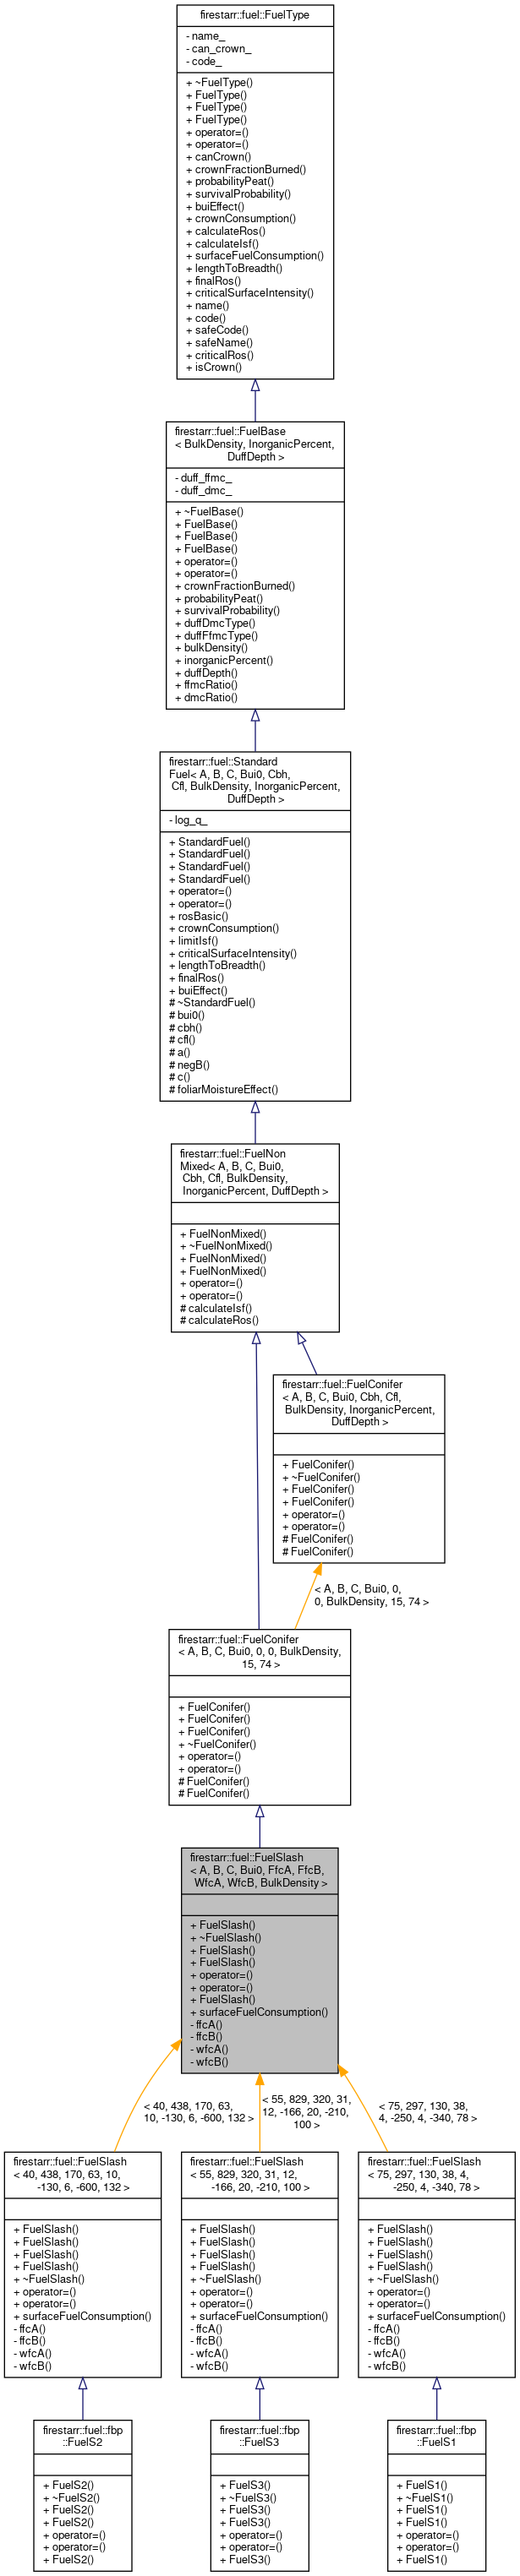 firestarr::fuel::FuelType
- name_
- can_crown_
- code_
+ ~FuelType()
+ FuelType()
+ FuelType()
+ FuelType()
+ operator=()
+ operator=()
+ canCrown()
+ crownFractionBurned()
+ probabilityPeat()
+ survivalProbability()
+ buiEffect()
+ crownConsumption()
+ calculateRos()
+ calculateIsf()
+ surfaceFuelConsumption()
+ lengthToBreadth()
+ finalRos()
+ criticalSurfaceIntensity()
+ name()
+ code()
+ safeCode()
+ safeName()
+ criticalRos()
+ isCrown()
firestarr::fuel::FuelBase
< BulkDensity, InorganicPercent,
DuffDepth >
- duff_ffmc_
- duff_dmc_
+ ~FuelBase()
+ FuelBase()
+ FuelBase()
+ FuelBase()
+ operator=()
+ operator=()
+ crownFractionBurned()
+ probabilityPeat()
+ survivalProbability()
+ duffDmcType()
+ duffFfmcType()
+ bulkDensity()
+ inorganicPercent()
+ duffDepth()
+ ffmcRatio()
+ dmcRatio()
firestarr::fuel::Standard
Fuel< A, B, C, Bui0, Cbh,
Cfl, BulkDensity, InorganicPercent,
DuffDepth >
- log_q_
+ StandardFuel()
+ StandardFuel()
+ StandardFuel()
+ StandardFuel()
+ operator=()
+ operator=()
+ rosBasic()
+ crownConsumption()
+ limitIsf()
+ criticalSurfaceIntensity()
+ lengthToBreadth()
+ finalRos()
+ buiEffect()
# ~StandardFuel()
# bui0()
# cbh()
# cfl()
# a()
# negB()
# c()
# foliarMoistureEffect()
firestarr::fuel::FuelNon
Mixed< A, B, C, Bui0,
Cbh, Cfl, BulkDensity,
InorganicPercent, DuffDepth >
+ FuelNonMixed()
+ ~FuelNonMixed()
+ FuelNonMixed()
+ FuelNonMixed()
+ operator=()
+ operator=()
# calculateIsf()
# calculateRos()
firestarr::fuel::FuelConifer
< A, B, C, Bui0, Cbh, Cfl,
BulkDensity, InorganicPercent,
DuffDepth >
+ FuelConifer()
+ ~FuelConifer()
+ FuelConifer()
+ FuelConifer()
+ operator=()
+ operator=()
# FuelConifer()
# FuelConifer()
< A, B, C, Bui0, 0,
0, BulkDensity, 15, 74 >
firestarr::fuel::FuelConifer
< A, B, C, Bui0, 0, 0, BulkDensity,
15, 74 >
+ FuelConifer()
+ FuelConifer()
+ FuelConifer()
+ ~FuelConifer()
+ operator=()
+ operator=()
# FuelConifer()
# FuelConifer()
firestarr::fuel::FuelSlash
< A, B, C, Bui0, FfcA, FfcB,
WfcA, WfcB, BulkDensity >
+ FuelSlash()
+ ~FuelSlash()
+ FuelSlash()
+ FuelSlash()
+ operator=()
+ operator=()
+ FuelSlash()
+ surfaceFuelConsumption()
- ffcA()
- ffcB()
- wfcA()
- wfcB()
< 40, 438, 170, 63,
10, -130, 6, -600, 132 >
< 55, 829, 320, 31,
12, -166, 20, -210,
100 >
< 75, 297, 130, 38,
4, -250, 4, -340, 78 >
firestarr::fuel::FuelSlash
< 40, 438, 170, 63, 10,
-130, 6, -600, 132 >
+ FuelSlash()
+ FuelSlash()
+ FuelSlash()
+ FuelSlash()
+ ~FuelSlash()
+ operator=()
+ operator=()
+ surfaceFuelConsumption()
- ffcA()
- ffcB()
- wfcA()
- wfcB()
firestarr::fuel::FuelSlash
< 55, 829, 320, 31, 12,
-166, 20, -210, 100 >
+ FuelSlash()
+ FuelSlash()
+ FuelSlash()
+ FuelSlash()
+ ~FuelSlash()
+ operator=()
+ operator=()
+ surfaceFuelConsumption()
- ffcA()
- ffcB()
- wfcA()
- wfcB()
firestarr::fuel::FuelSlash
< 75, 297, 130, 38, 4,
-250, 4, -340, 78 >
+ FuelSlash()
+ FuelSlash()
+ FuelSlash()
+ FuelSlash()
+ ~FuelSlash()
+ operator=()
+ operator=()
+ surfaceFuelConsumption()
- ffcA()
- ffcB()
- wfcA()
- wfcB()
firestarr::fuel::fbp
::FuelS2
+ FuelS2()
+ ~FuelS2()
+ FuelS2()
+ FuelS2()
+ operator=()
+ operator=()
+ FuelS2()
firestarr::fuel::fbp
::FuelS3
+ FuelS3()
+ ~FuelS3()
+ FuelS3()
+ FuelS3()
+ operator=()
+ operator=()
+ FuelS3()
firestarr::fuel::fbp
::FuelS1
+ FuelS1()
+ ~FuelS1()
+ FuelS1()
+ FuelS1()
+ operator=()
+ operator=()
+ FuelS1()